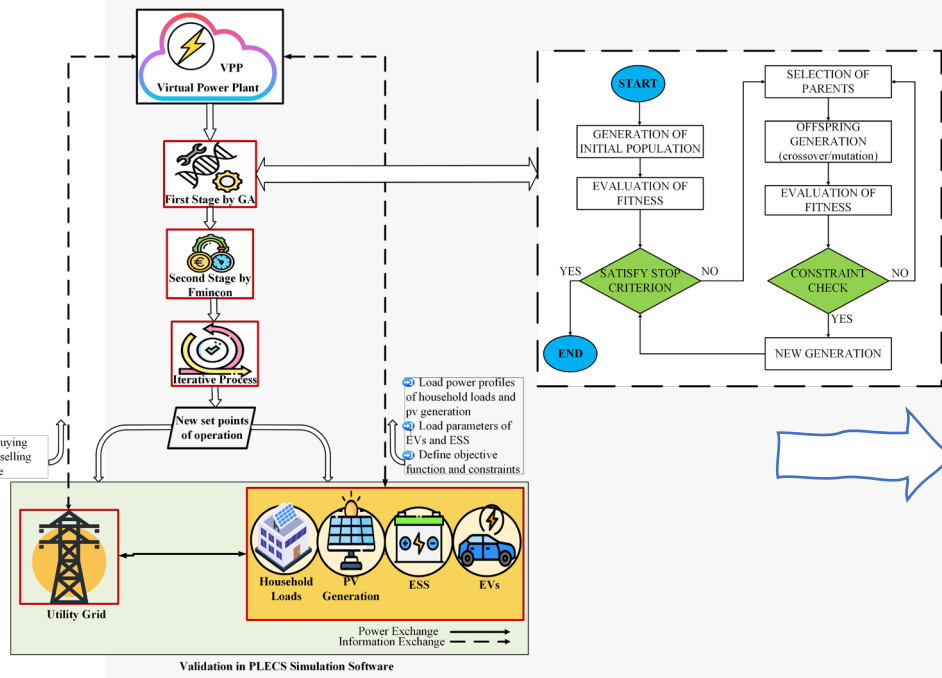 VPP
Virtual Power Plant
First Stage by GA
Second Stage by
Fmincon
Iterative Process
New set points
of operation
uying
selling
e
Load power profiles
of household loads and
pv generation
Load parameters of
EVs and ESS
Define objective
function and constraints
Utility Grid
Household
Loads
PV
Generation
ESS
EVs
Power Exchange
Information Exchange
Validation in PLECS Simulation Software
START
GENERATION OF
INITIAL POPULATION
EVALUATION OF
FITNESS
SATISFY STOP
CRITERION
YES
NO
END
SELECTION OF
PARENTS
OFFSPRING
GENERATION
(crossover/mutation)
EVALUATION OF
FITNESS
CONSTRAINT
CHECK
NO
YES
NEW GENERATION